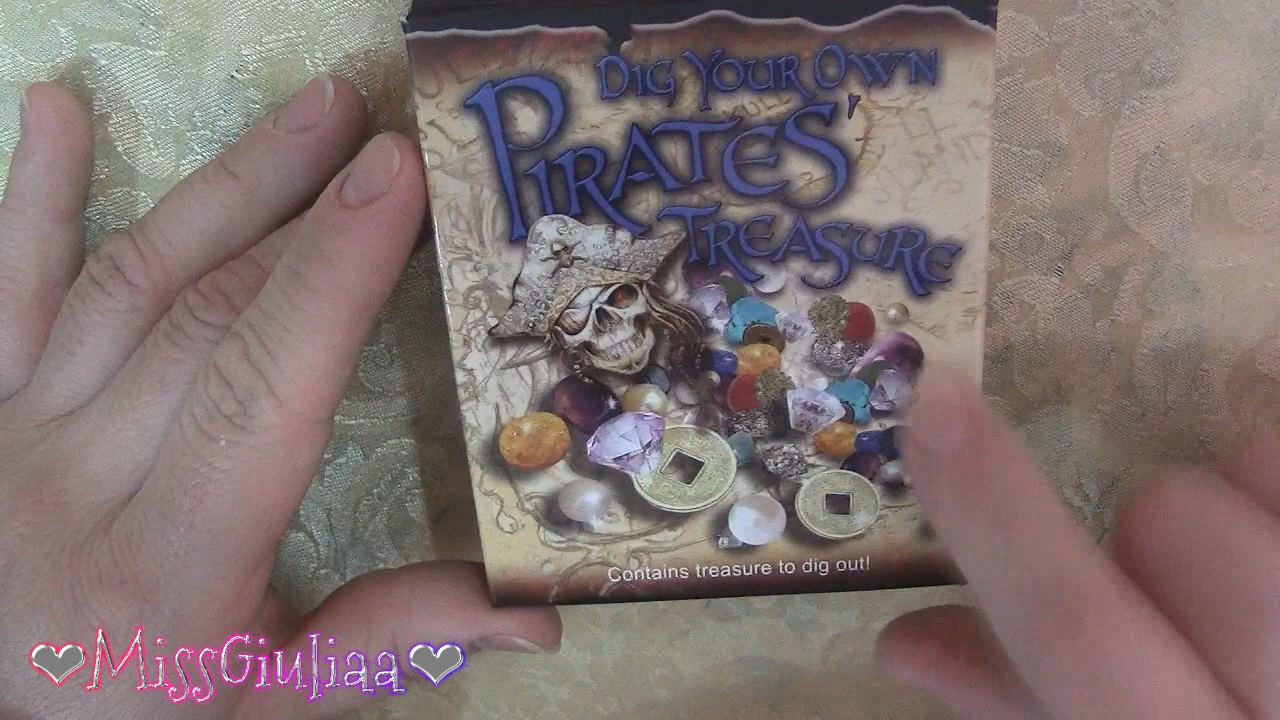 Dig Your Own
Pirates'
Treasure
Contains treasure to dig out!
❤MissGiuliaa❤